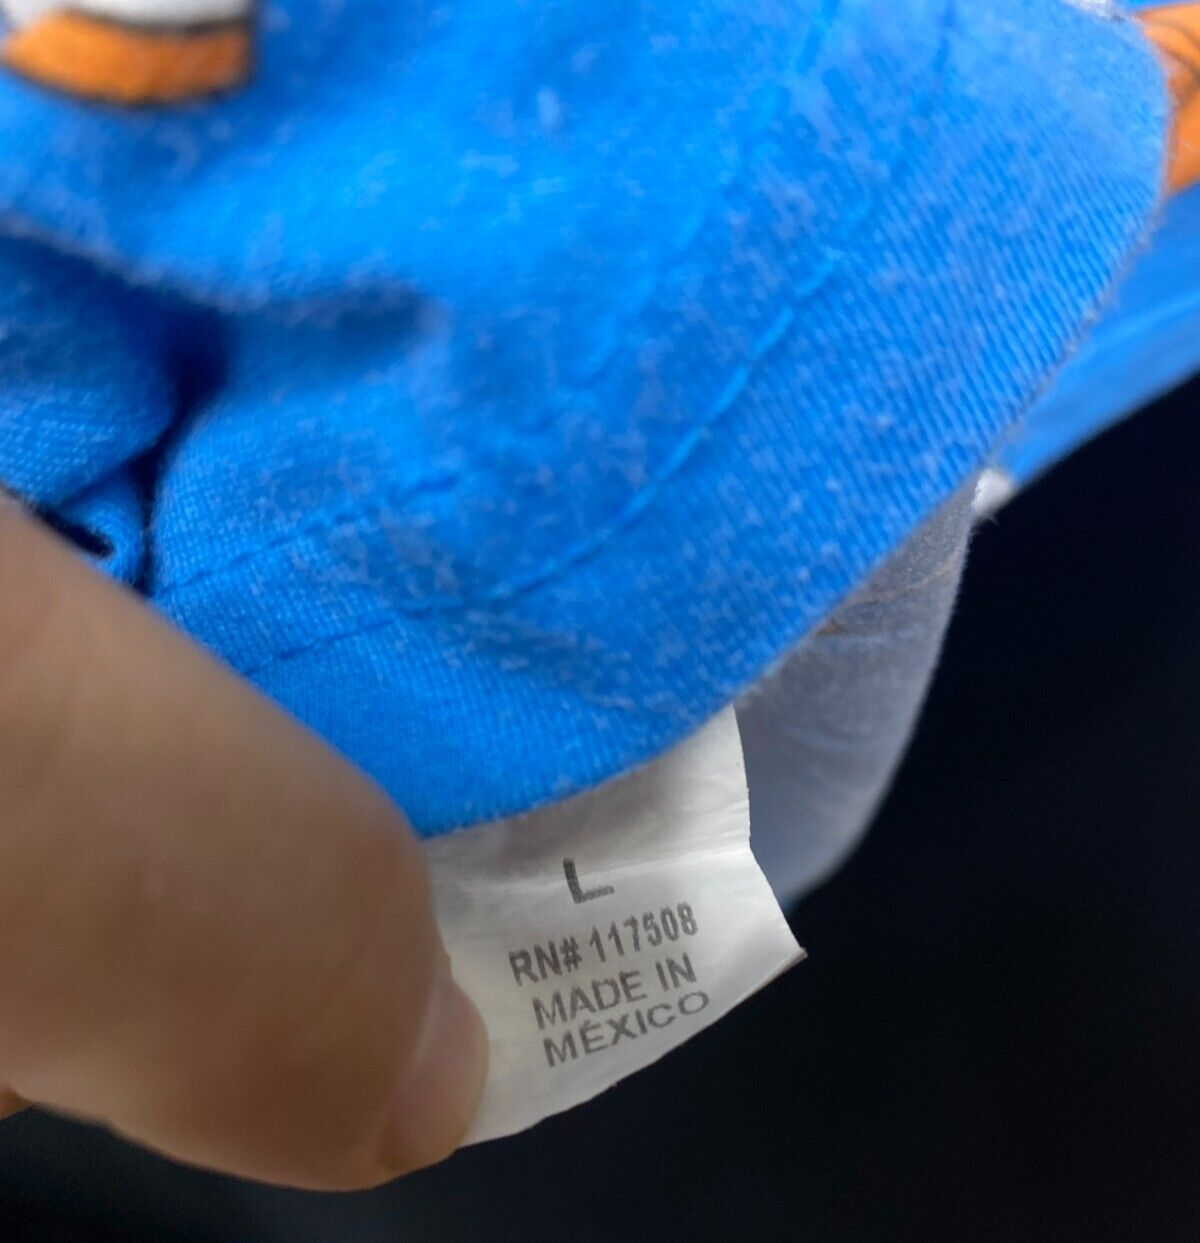 L
RN# 117508
MADE IN
MÉXICO